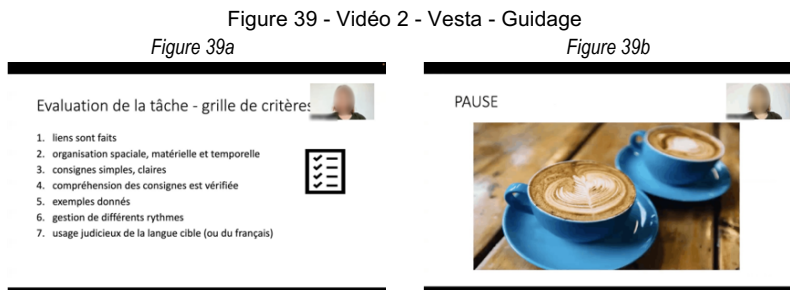 Figure 39 - Vidéo 2 - Vesta - Guidage
Figure 39a
Figure 39b
Evaluation de la tâche - grille de critères
1. liens sont faits
2. organisation spaciale, matérielle et temporelle
3. consignes simples, claires
4. compréhension des consignes est vérifiée
5. exemples donnés
6. gestion de différents rythmes
7. usage judicieux de la langue cible (ou du français)
PAUSE